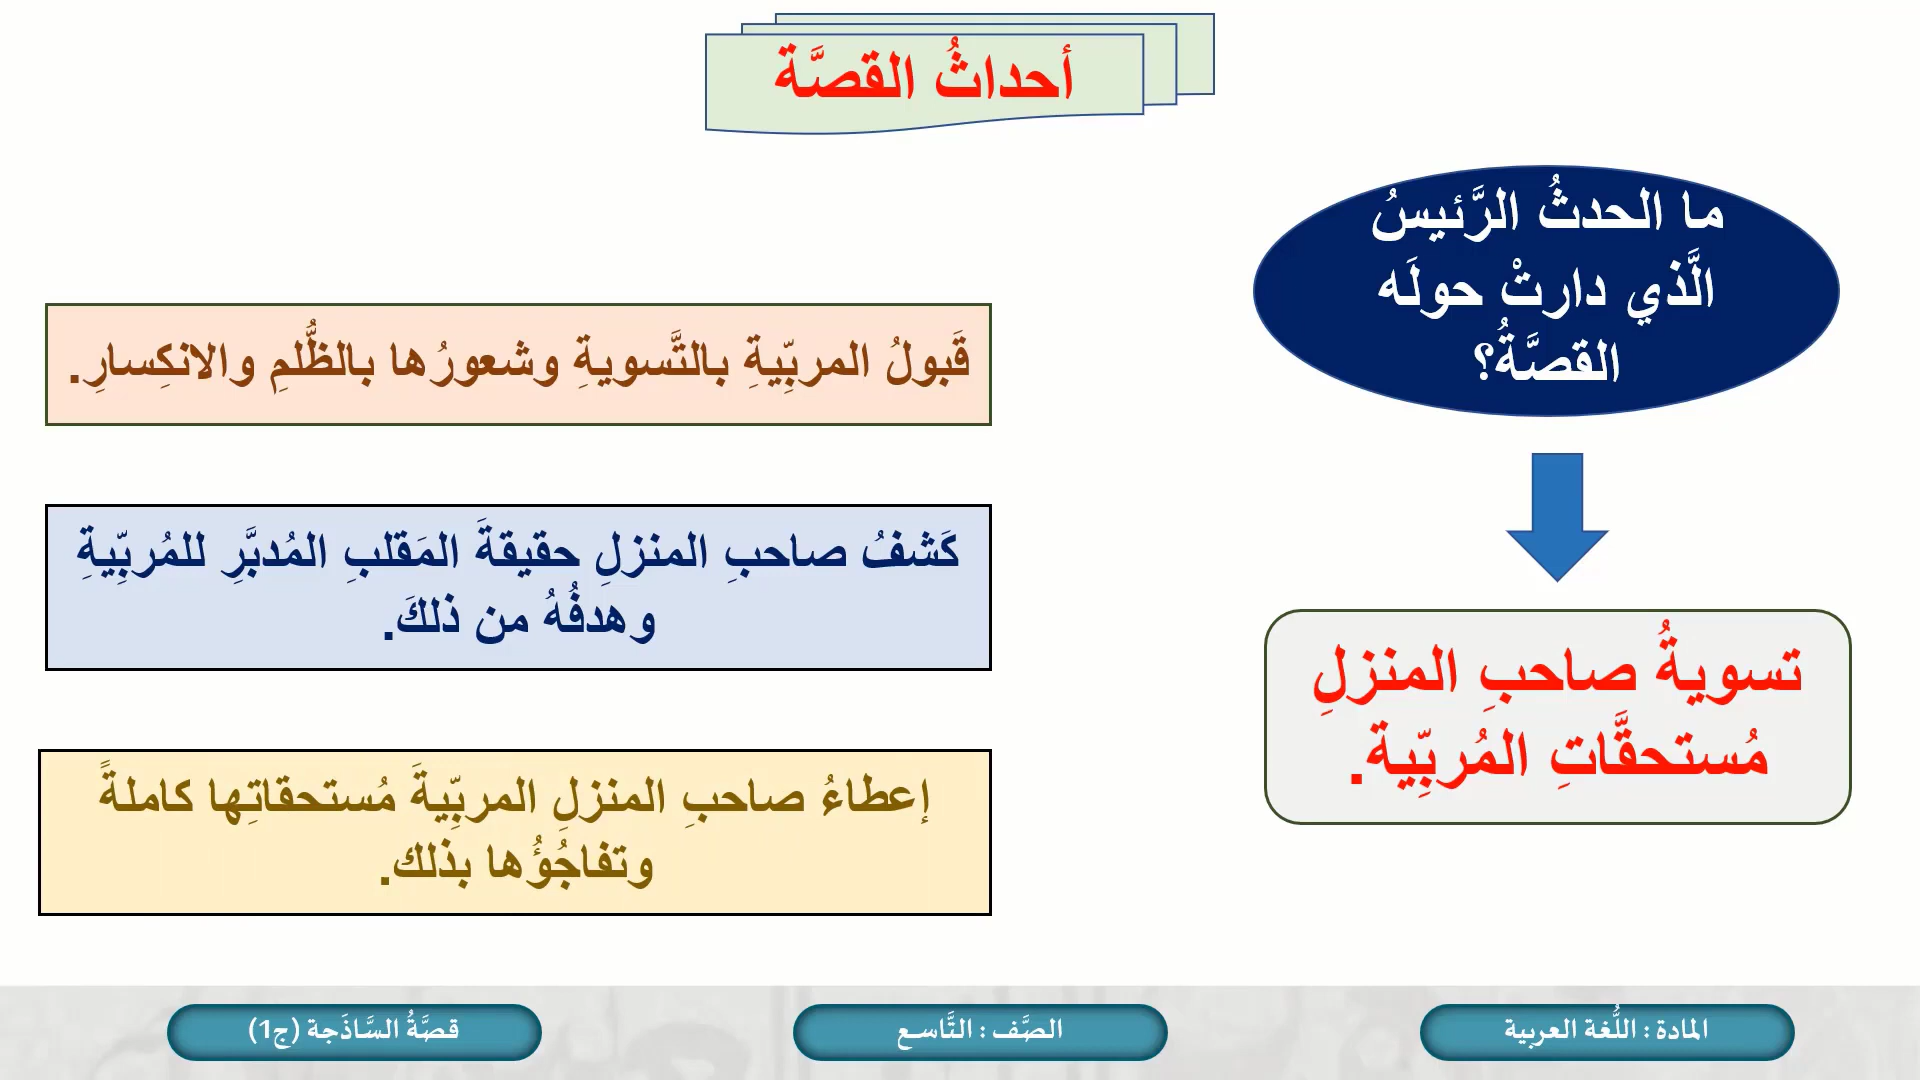 أحداثُ القصَّة
ما الحدثُ الرَّئيسُ
الَّذي دارتْ حولَه
القصَّةُ؟
تسويةُ صاحبِ المنزلِ
مُستحقَّاتِ المُربِّية.
قَبولُ المربِّيةِ بالتَّسويةِ وشعورُها بالظُّلمِ والانكِسارِ.
كَشفُ صاحبِ المنزلِ حقيقةَ المَقلبِ المُدبَّرِ للمُربِّيةِ
وهدفُهُ من ذلكَ.
إعطاءُ صاحبِ المنزلِ المربِّيةَ مُستحقاتِها كاملةً
وتفاجُؤُها بذلك.
المادة : اللُّغة العربية
الصَّف : التَّاسع
قصَّةُ السَّاذَجة (ج1)